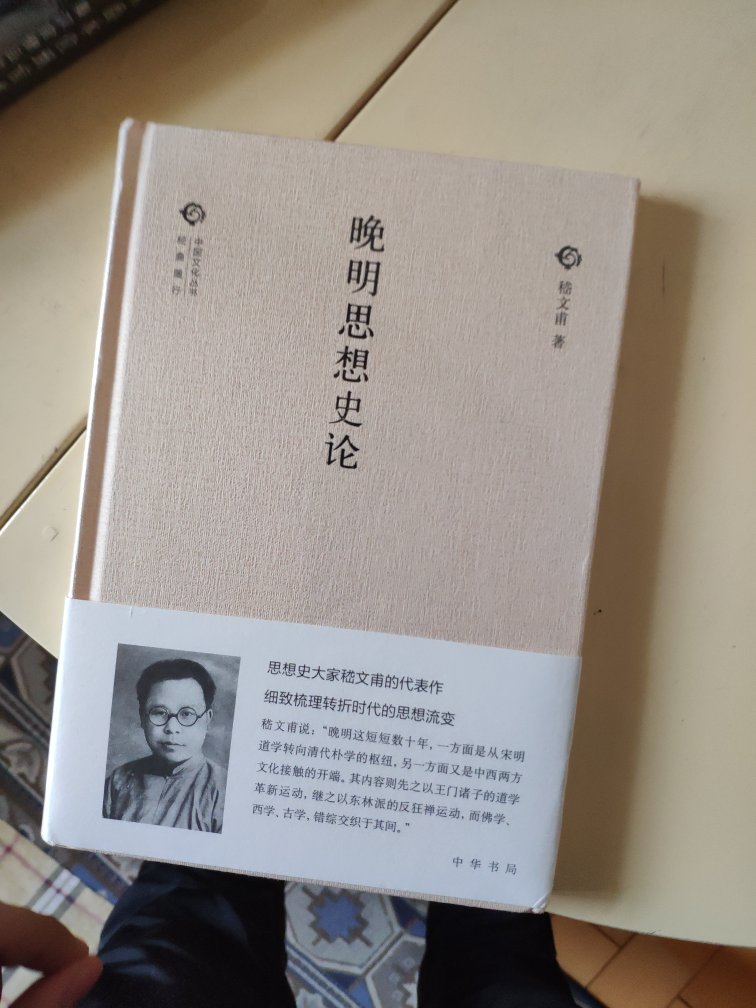 嵇文甫 著
晚明思想史论
中国文化丛书
经典随行
思想史大家嵇文甫的代表作
细致梳理转折时代的思想流变
嵇文甫说：“晚明这短短数十年，一方面是从宋明
道学转向清代朴学的枢纽，另一方面又是中西两方
文化接触的开端。其内容则先之以王门诸子的道学
革新运动，继之以东林派的反狂禅运动，而佛学、
西学、古学，错综交织于其间。”
中华书局